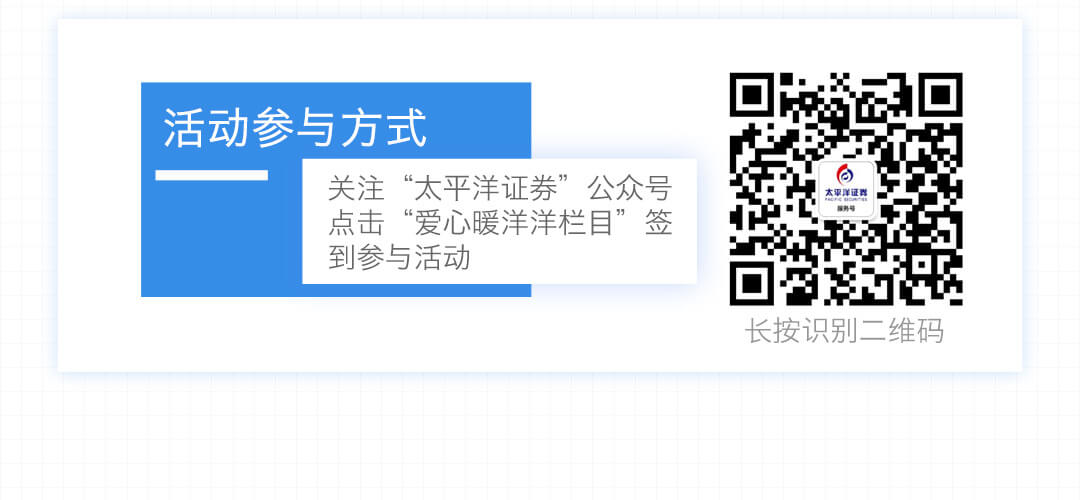 活动参与方式
关注“太平洋证券”公众号
点击“爱心暖洋洋栏目”签
到参与活动
太平洋证券
PACIFIC SECURITIES
服务号
长按识别二维码